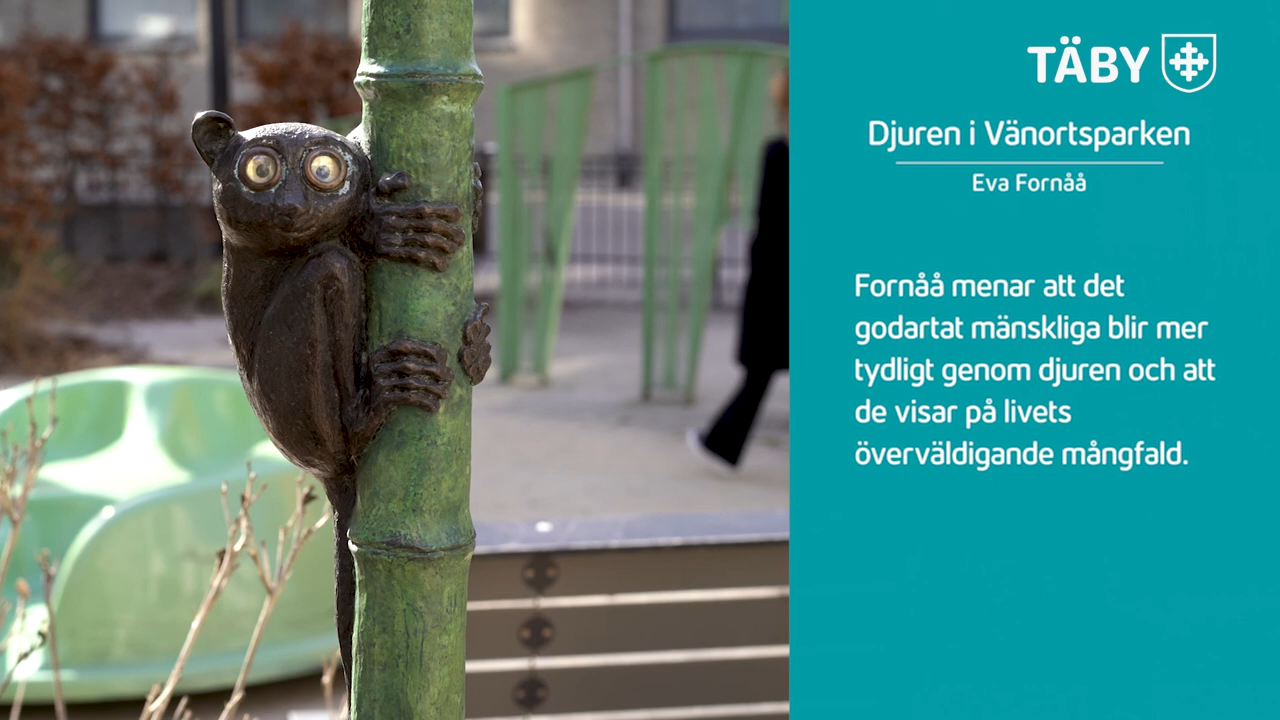 TÄBY
Djuren i Vänortsparken
Eva Fornåå
Fornåå menar att det
godartat mänskliga blir mer
tydligt genom djuren och att
de visar på livets
överväldigande mångfald.